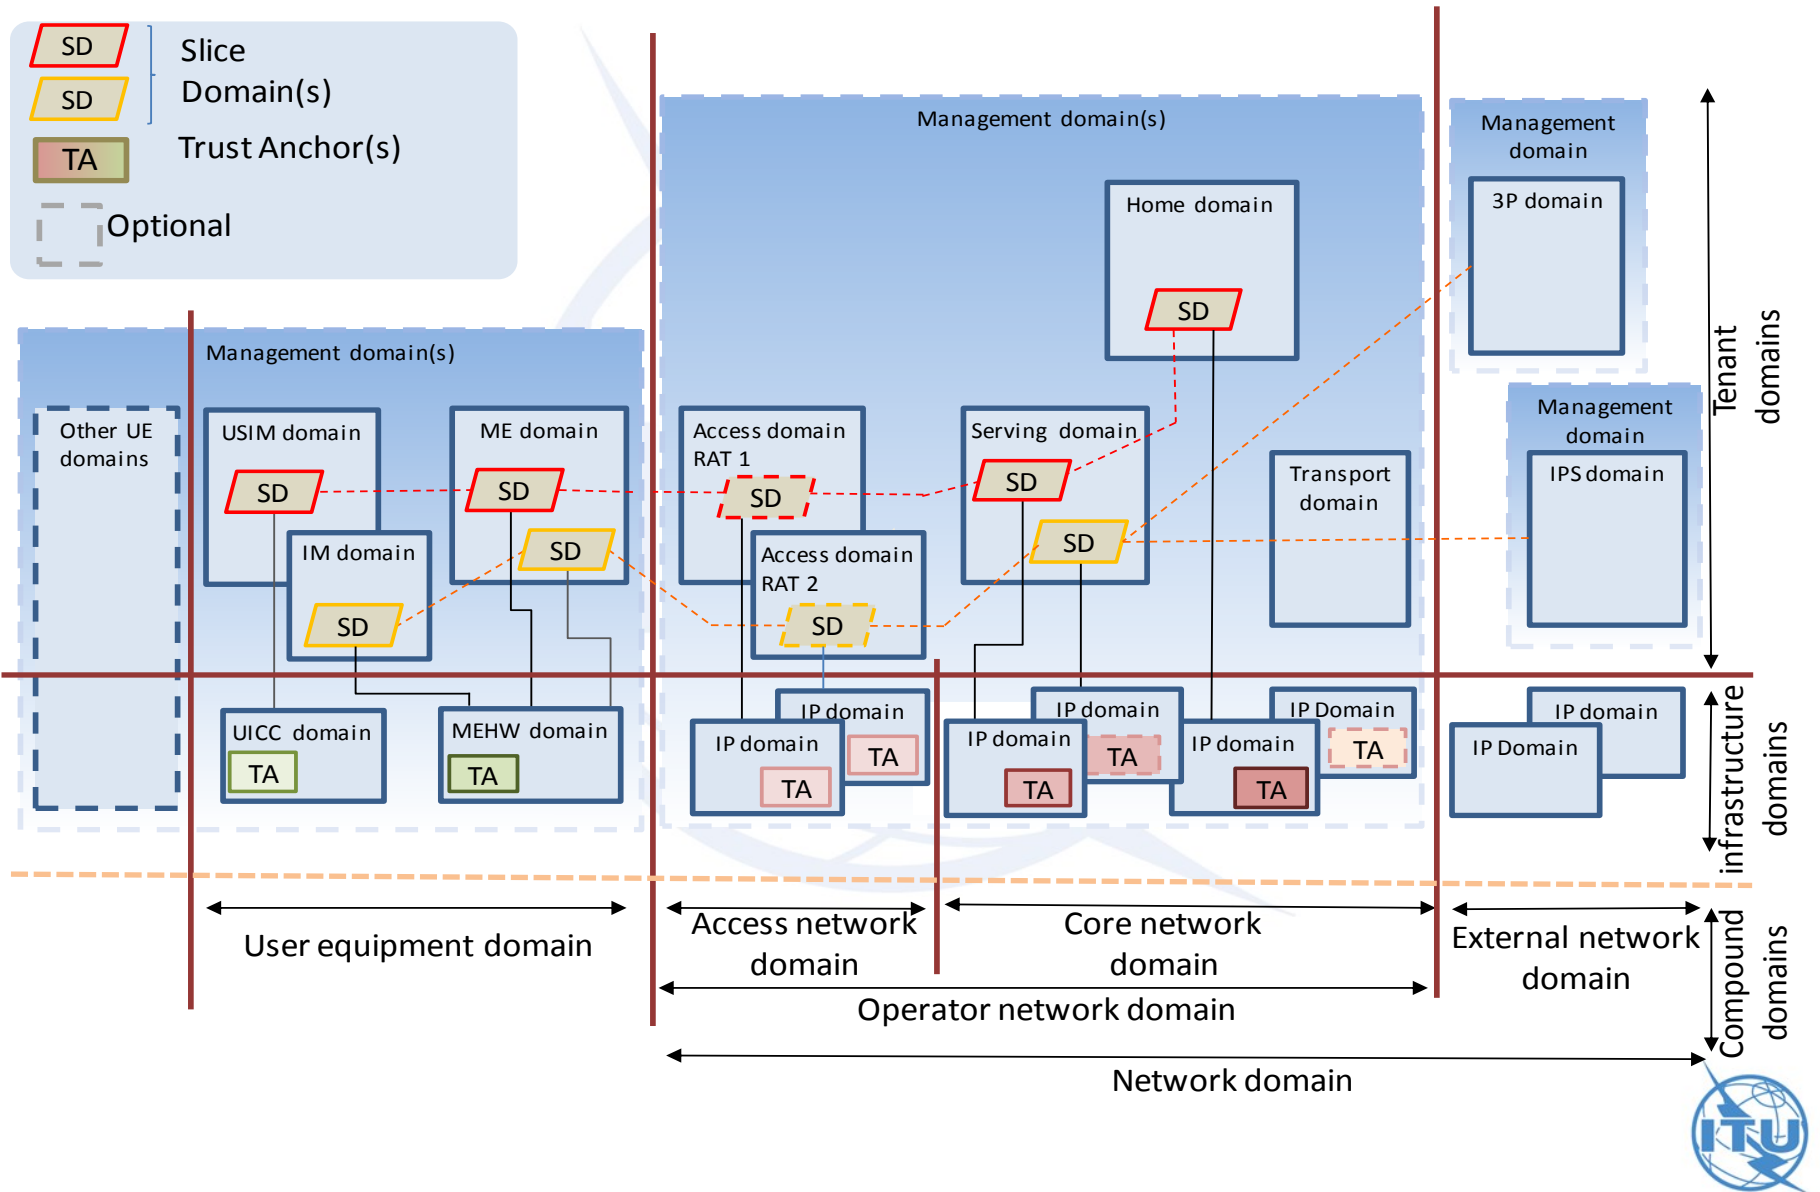 SD
Slice
SD
Domain(s)
TA
Trust Anchor(s)
Optional
Management domain(s)
Other UE
domains
USIM domain
SD
IM domain
SD
ME domain
SD
SD
UICC domain
TA
MEHW domain
TA
Management domain(s)
Home domain
SD
Access domain
RAT 1
SD
Access domain
RAT 2
SD
Serving domain
SD
SD
Transport
domain
IP domain
TA
IP domain
TA
IP domain
TA
IP domain
TA
IP domain
TA
IP Domain
TA
Management
domain
3P domain
Management
domain
IPS domain
IP domain
IP Domain
Tenant
domains
infrastructure
domains
Compound
domains
User equipment domain
Access network
domain
Core network
domain
External network
domain
Operator network domain
Network domain
ITU